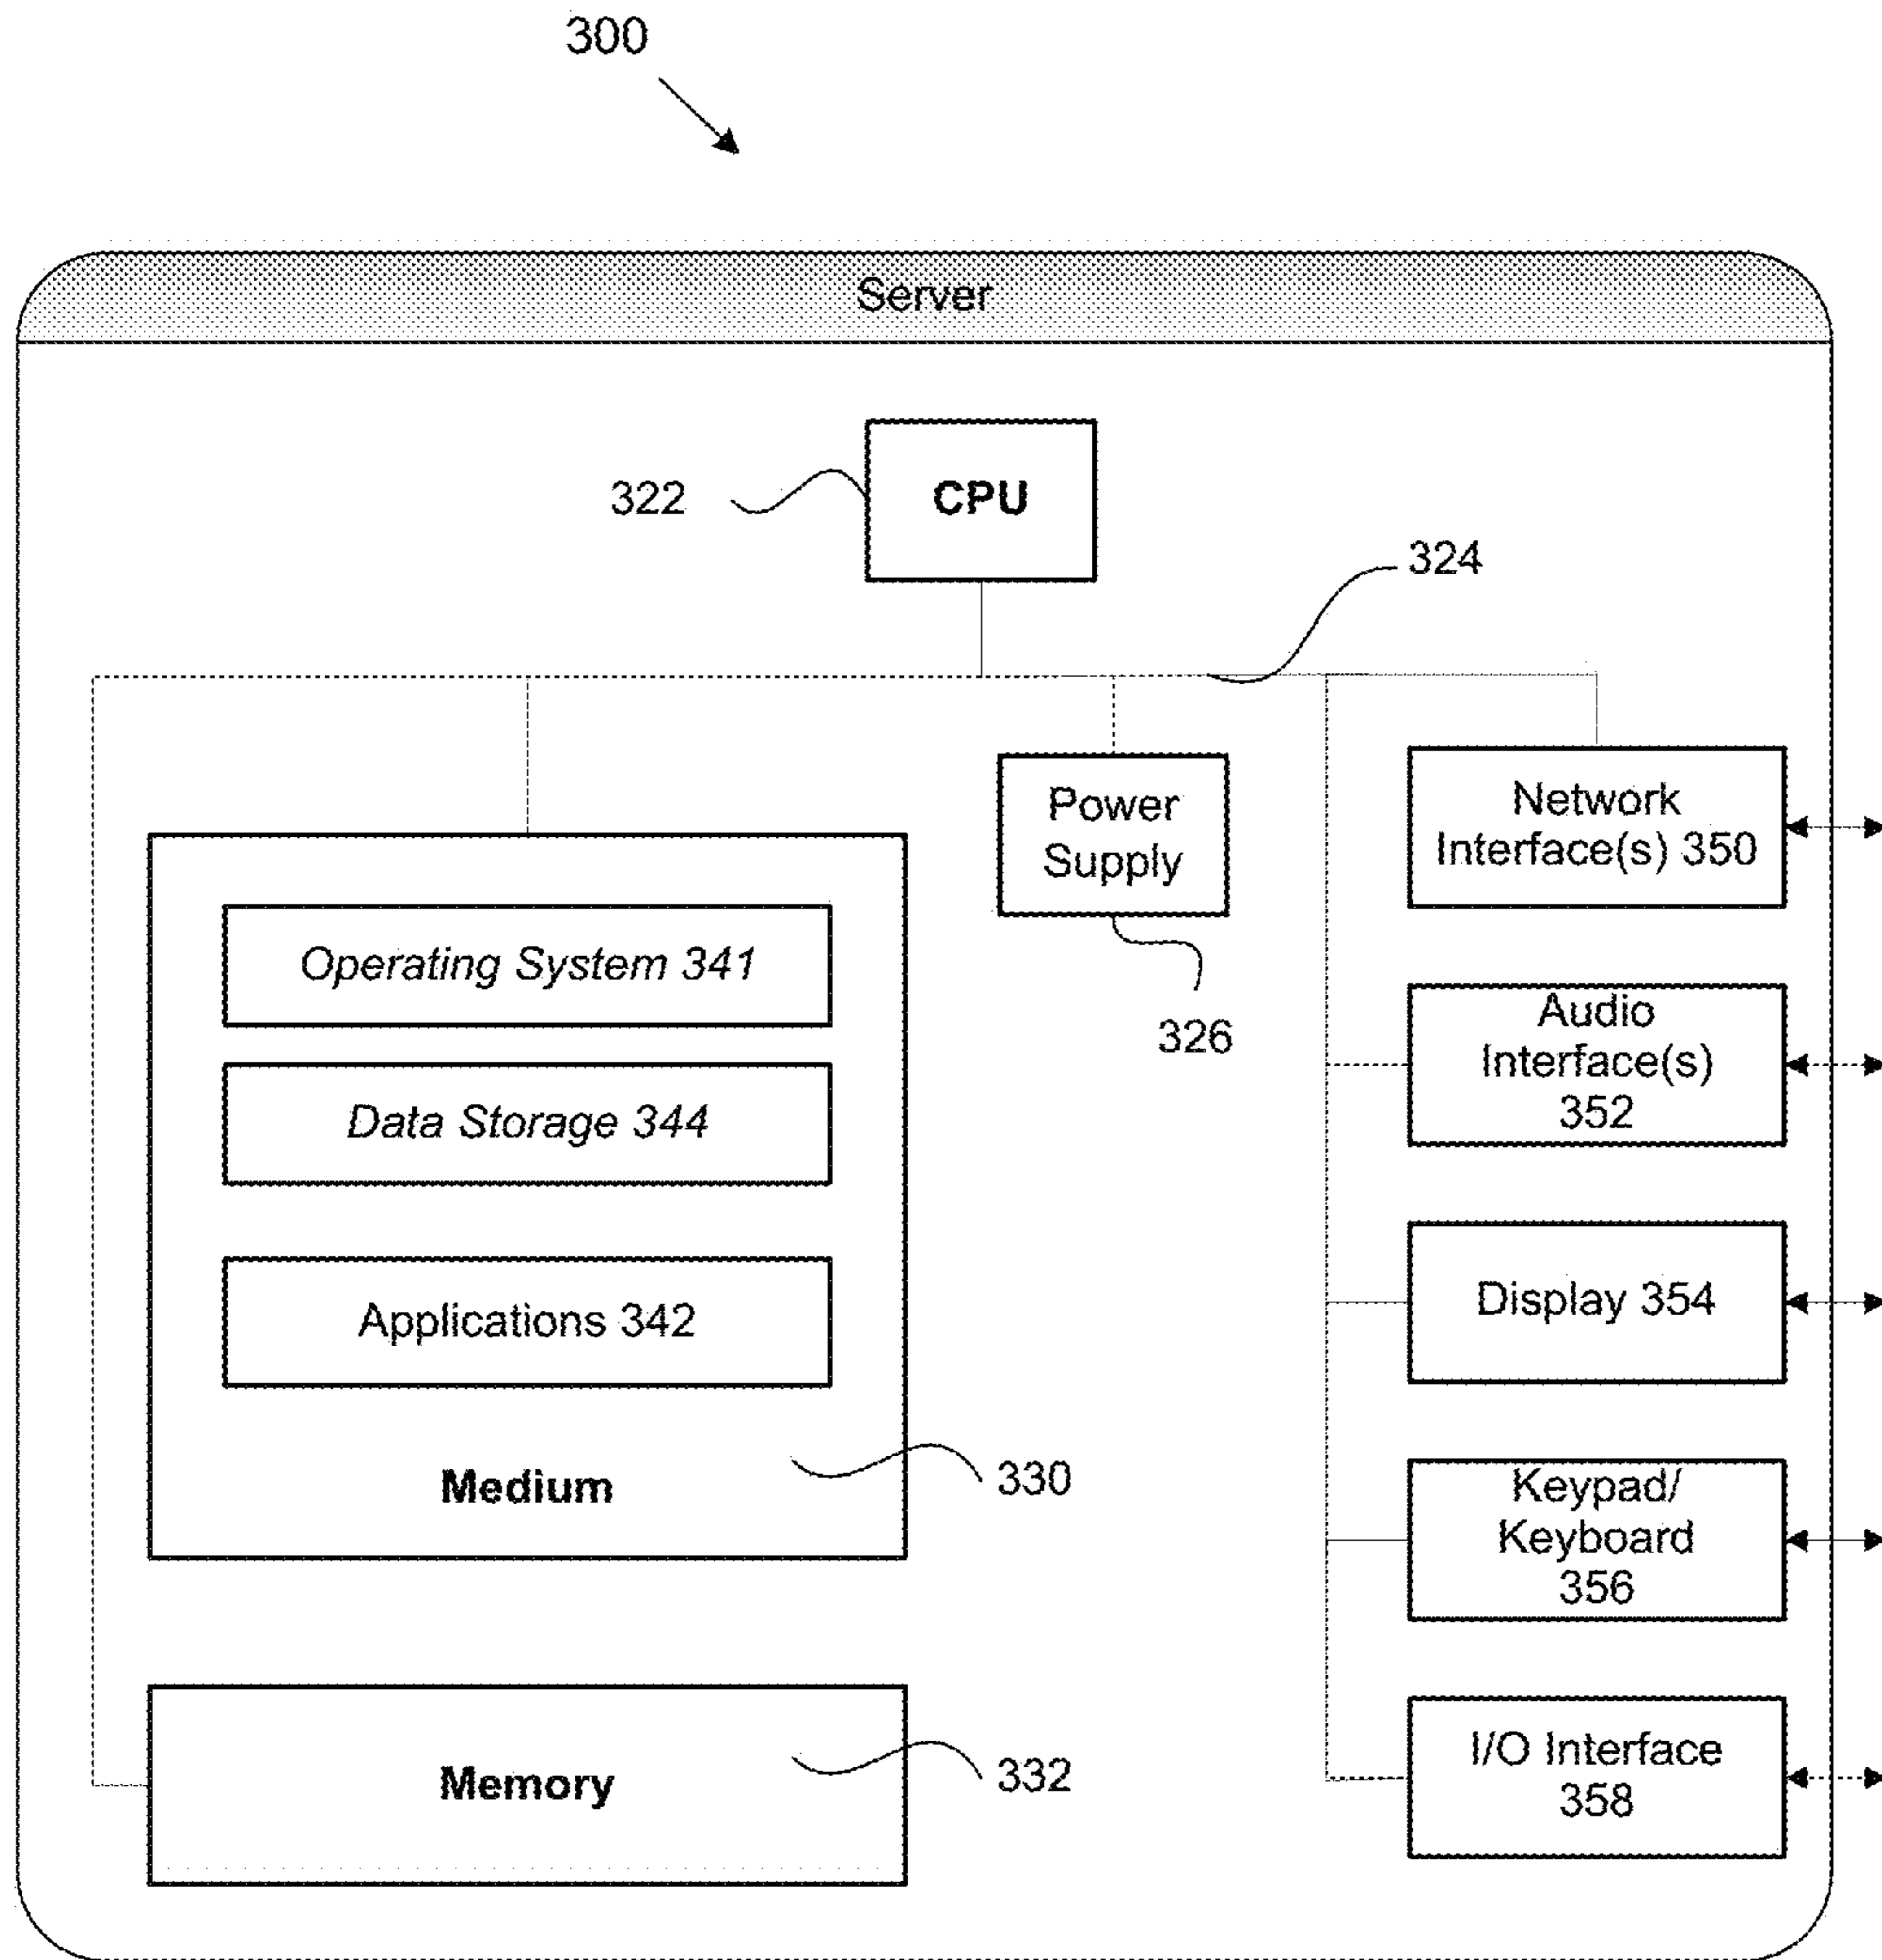 300
Server
CPU
322
324
Power
Supply
326
Network
Interface(s) 350
Operating System 341
Data Storage 344
Applications 342
Medium
330
Audio
Interface(s)
352
Display 354
Keypad/
Keyboard
356
Memory
332
I/O Interface
358